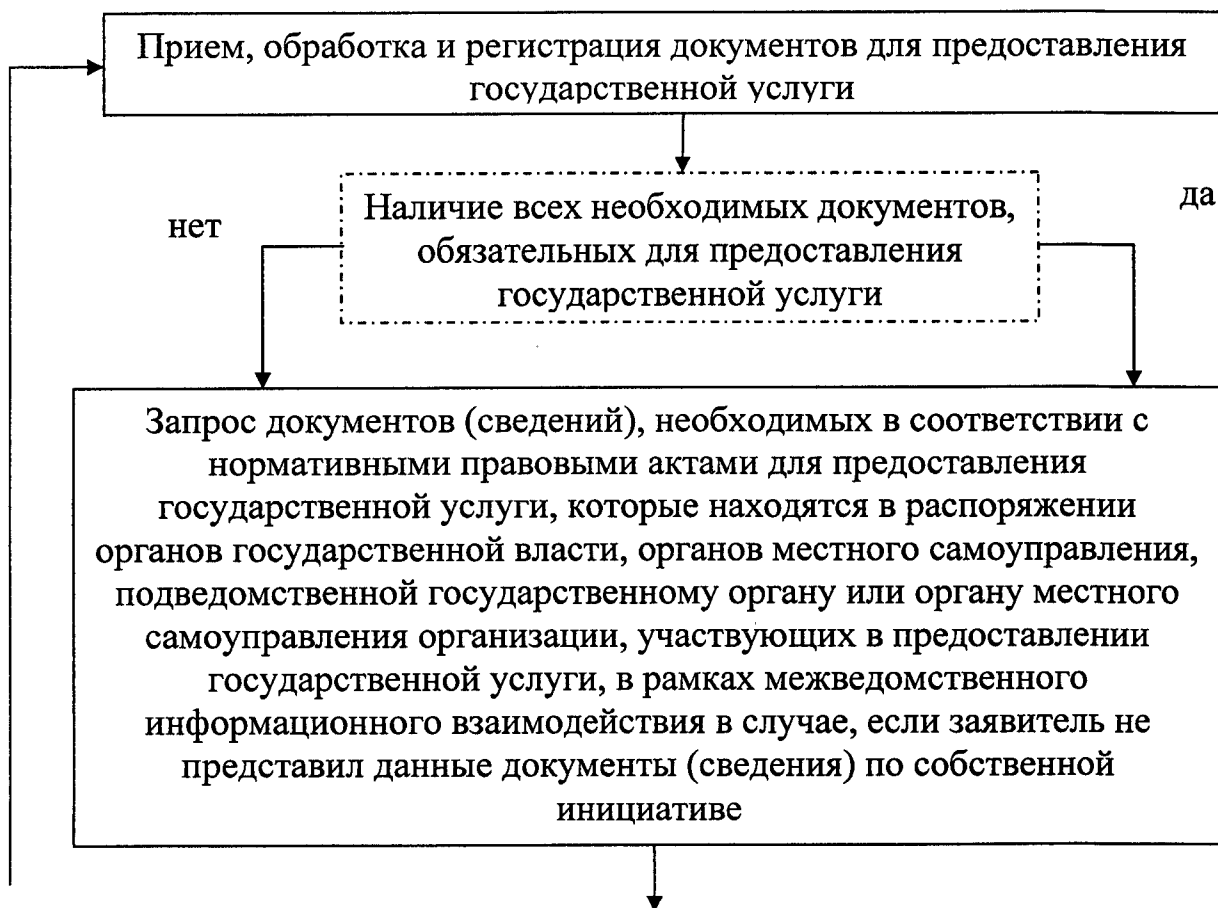 Прием, обработка и регистрация документов для предоставления
государственной услуги
нет
да
Наличие всех необходимых документов,
обязательных для предоставления
государственной услуги
Запрос документов (сведений), необходимых в соответствии с
нормативными правовыми актами для предоставления
государственной услуги, которые находятся в распоряжении
органов государственной власти, органов местного самоуправления,
подведомственной государственному органу или органу местного
самоуправления организации, участвующих в предоставлении
государственной услуги, в рамках межведомственного
информационного взаимодействия в случае, если заявитель не
представил данные документы (сведения) по собственной
инициативе